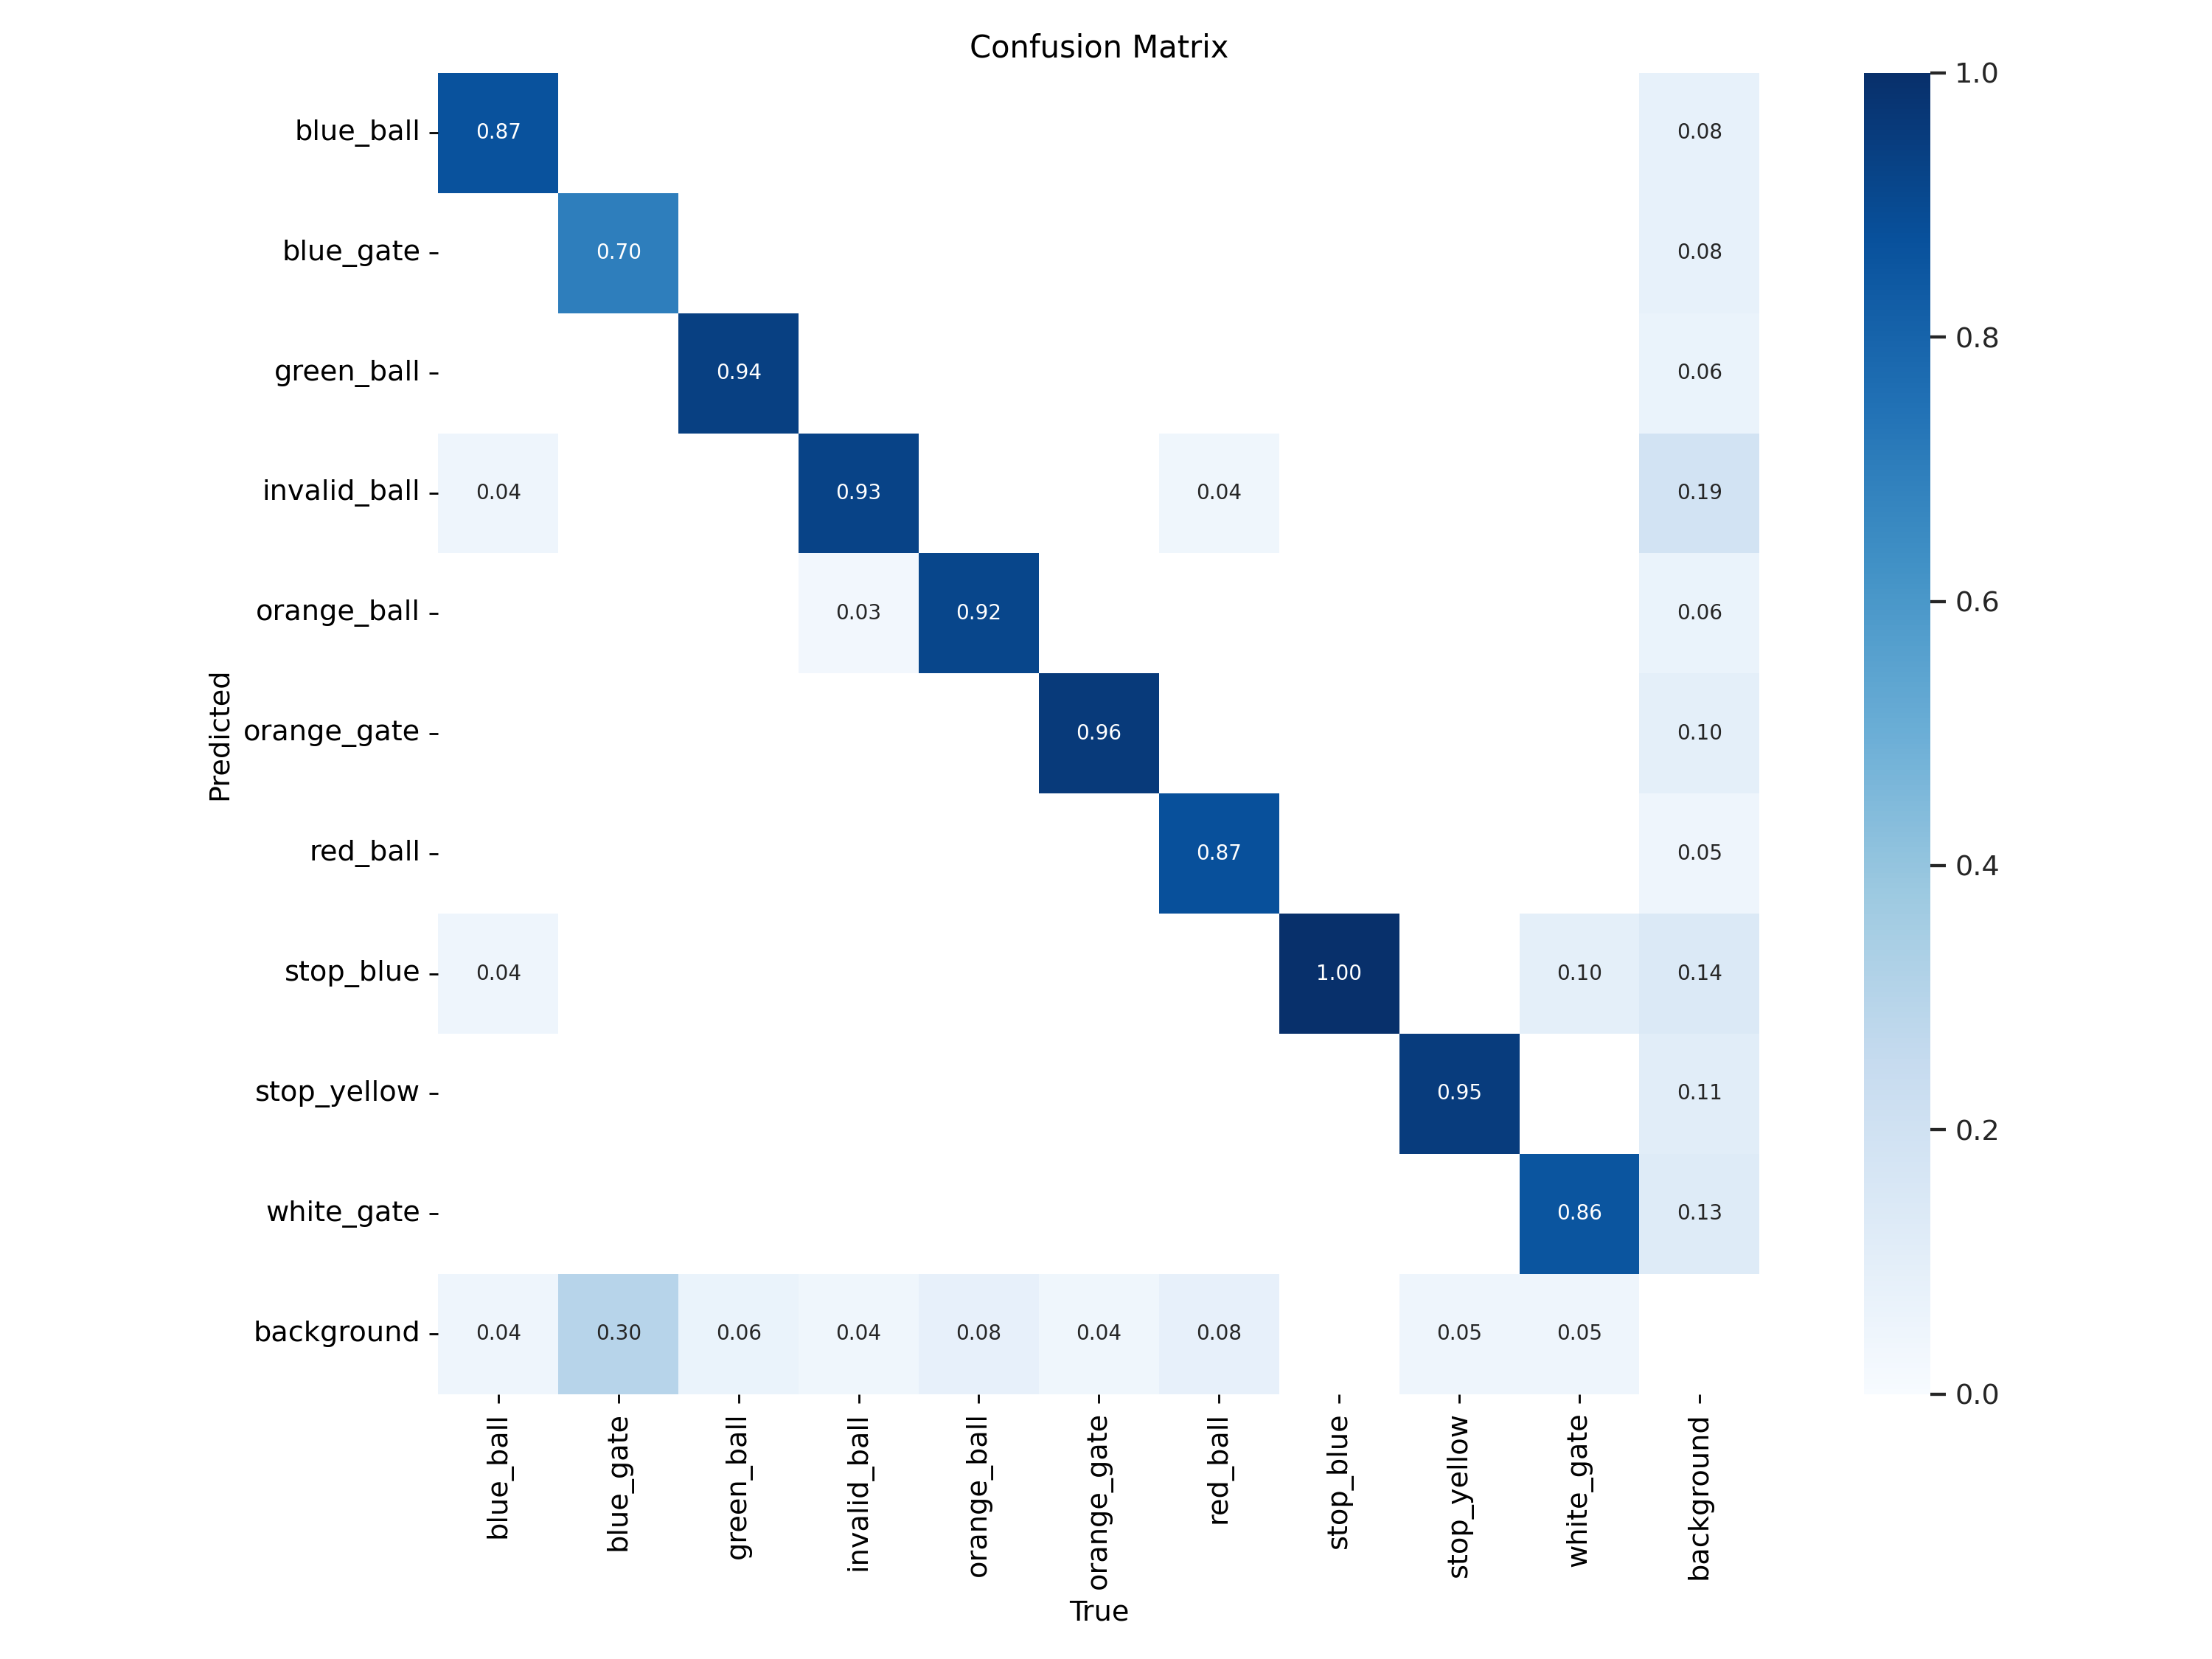 Confusion Matrix
blue_ball 0.87 0.08
blue_gate 0.70 0.08
green_ball 0.94 0.06
invalid_ball 0.04 0.93 0.04 0.19
orange_ball 0.03 0.92 0.06
orange_gate 0.96 0.10
red_ball 0.87 0.05
stop_blue 0.04 1.00 0.10 0.14
stop_yellow 0.95 0.11
white_gate 0.86 0.13
background 0.04 0.30 0.06 0.04 0.08 0.04 0.08 0.05 0.05
Predicted
blue_ball
blue_gate
green_ball
invalid_ball
orange_ball
orange_gate
red_ball
stop_blue
stop_yellow
white_gate
background
True
1.0
0.8
0.6
0.4
0.2
0.0